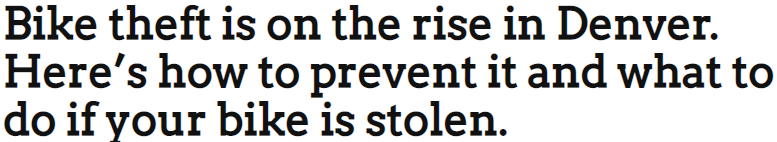 Bike theft is on the rise in Denver.
Here’s how to prevent it and what to
do if your bike is stolen.